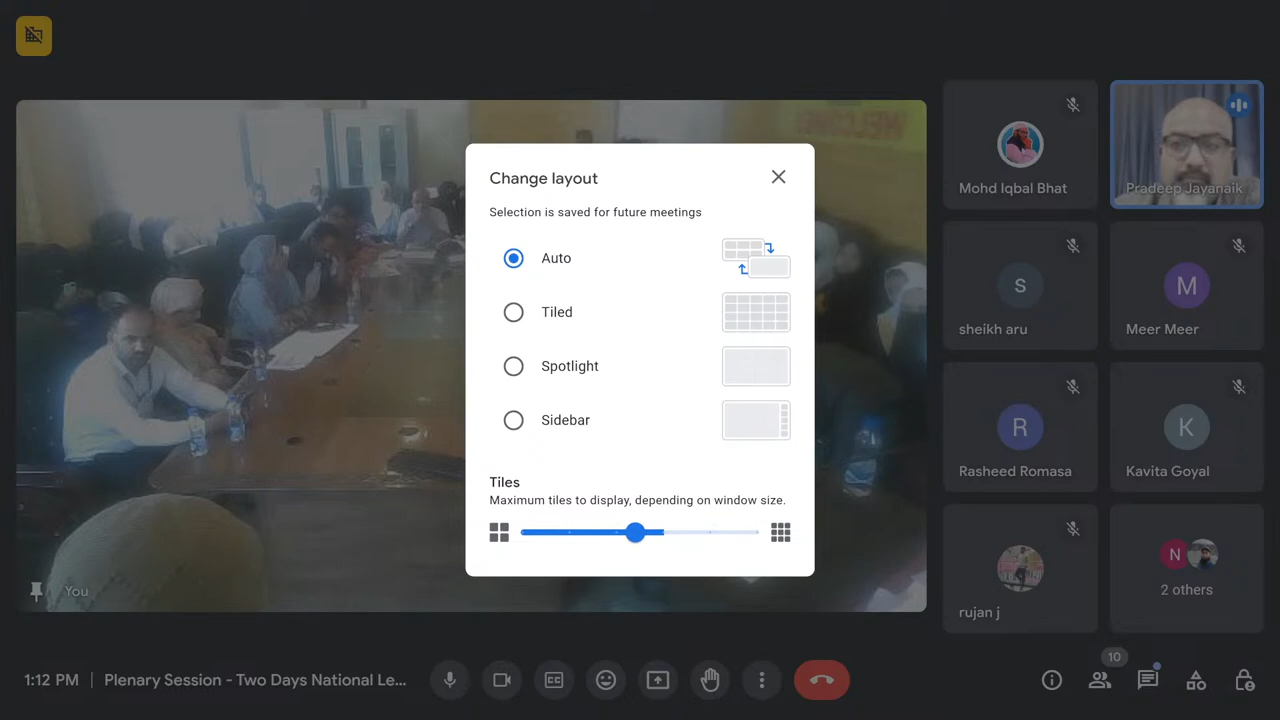 WELCOME
Mohd Iqbal Bhat
Pradeep Jayanaik
Change layout
Selection is saved for future meetings
Auto
Tiled
Spotlight
Sidebar
Tiles
Maximum tiles to display, depending on window size.
s
sheikh aru
M
Meer Meer
R
Rasheed Romasa
K
Kavita Goyal
rujan j
N
2 others
You
1:12 PM | Plenary Session - Two Days National Le...
10